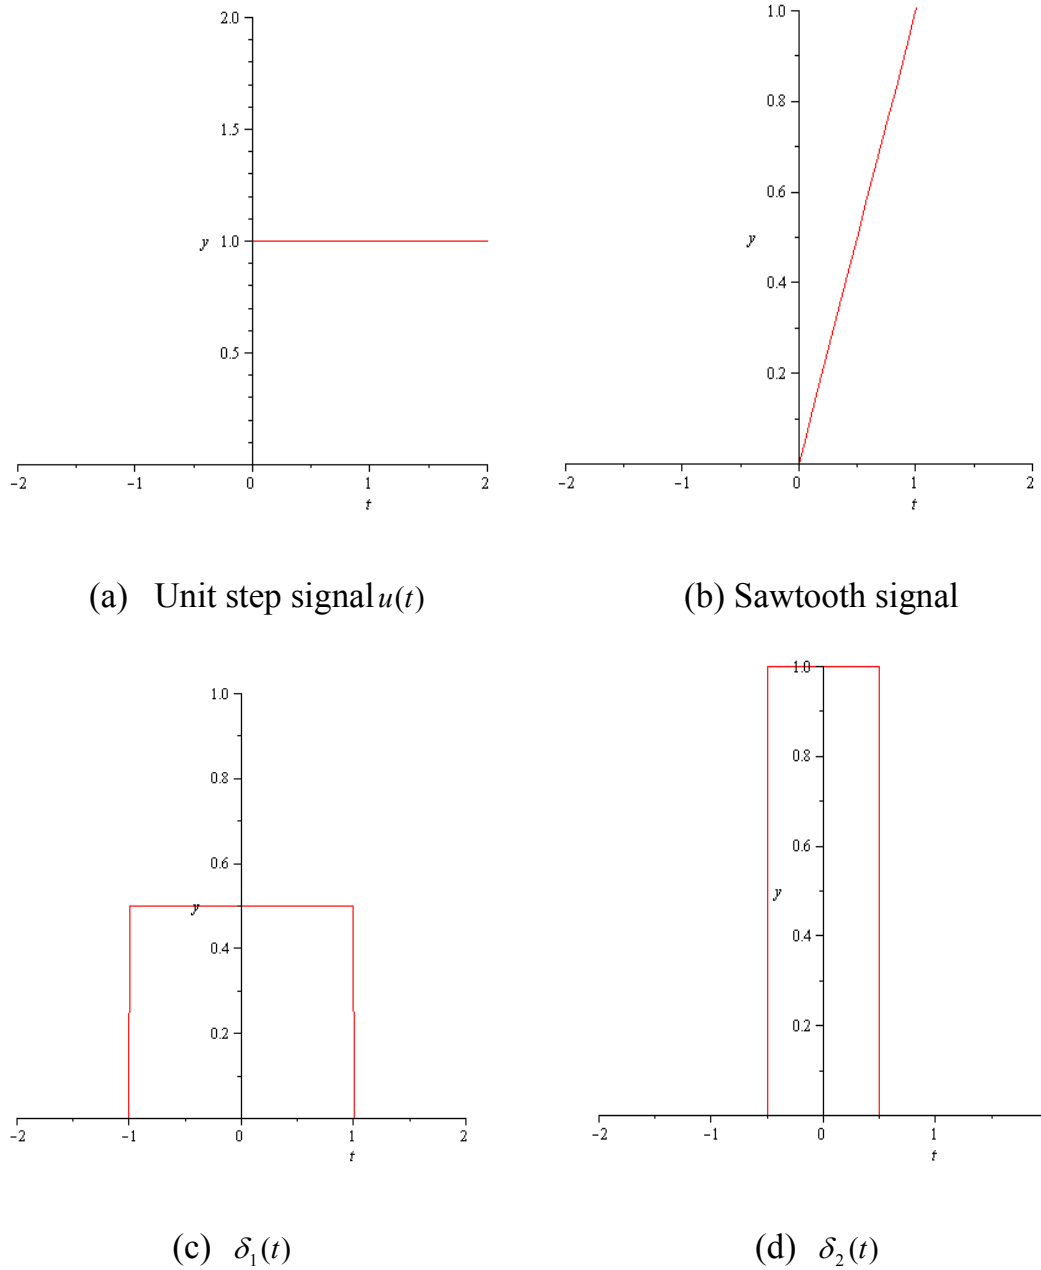 2.0
1.5
y 1.0
0.5
-2 -1 0 1 2
t
1.0
0.8
0.6
y
0.4
0.2
-2 -1 0 1 2
t
(a) Unit step signal u(t)
(b) Sawtooth signal
1.0
0.8
0.6
y
0.4
0.2
-2 -1 0 1 2
t
1.0
0.8
0.6
y
0.4
0.2
-2 -1 0 1
t
(c) δ₁(t)
(d) δ₂(t)